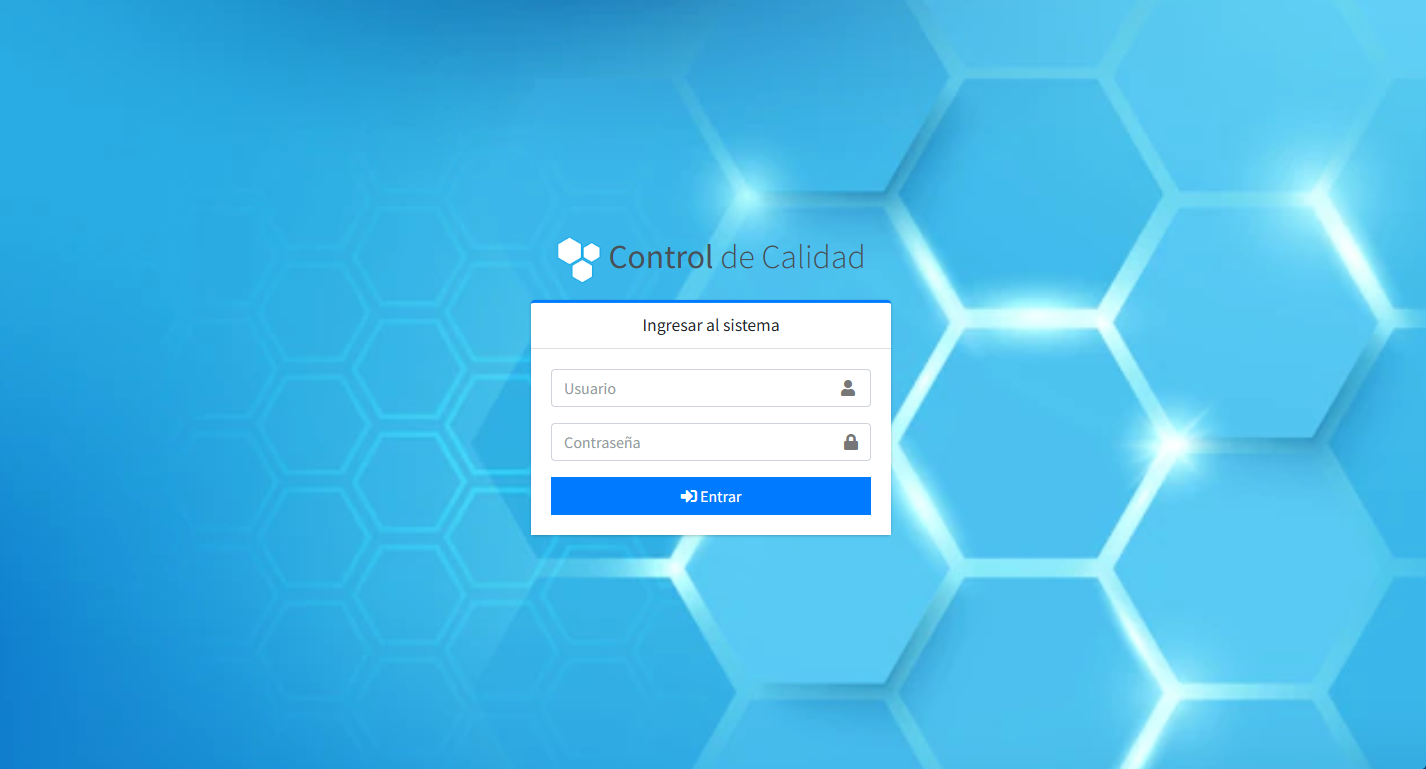 Control de Calidad
Ingresar al sistema
Usuario
Contraseña
Entrar